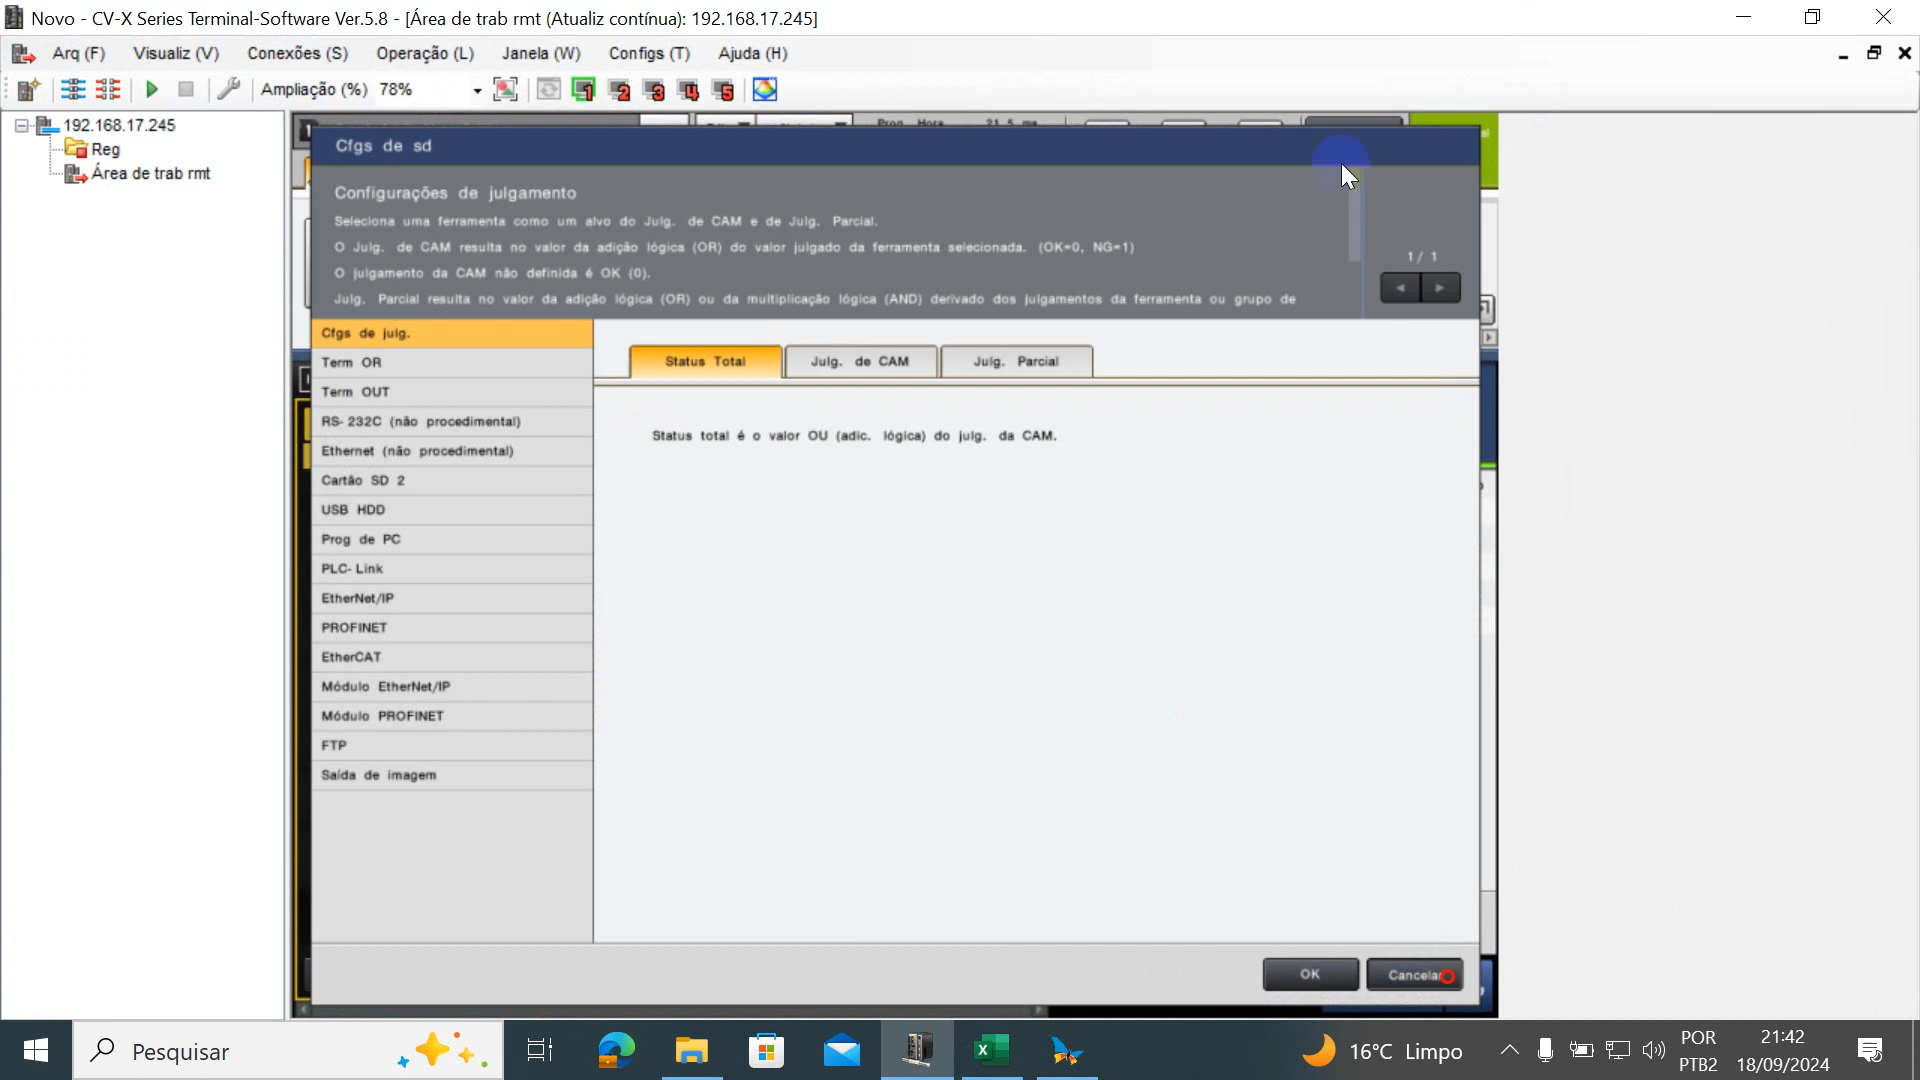 Novo - CV-X Series Terminal-Software Ver.5.8 - [Área de trab rmt (Atualiz contínua): 192.168.17.245]
Arq (F) Visualiz (V) Conexões (S) Operação (L) Janela (W) Configs (T) Ajuda (H)
Ampliação (%) 78% 1 2 3 4 5
192.168.17.245
Reg
Área de trab rmt
Cfgs de sd
Configurações de julgamento
Seleciona uma ferramenta como um alvo do Julg. de CAM e de Julg. Parcial.
O Julg. de CAM resulta no valor da adição lógica (OR) do valor julgado da ferramenta selecionada. (OK=0, NG=1)
O julgamento da CAM não definida é OK (0).
Julg. Parcial resulta no valor da adição lógica (OR) ou da multiplicação lógica (AND) derivado dos julgamentos da ferramenta ou grupo de
1/ 1
Cfgs de julg.
Term OR
Term OUT
RS-232C (não procedimental)
Ethernet (não procedimental)
Cartão SD 2
USB HDD
Prog de PC
PLC-Link
EtherNet/IP
PROFINET
EtherCAT
Módulo EtherNet/IP
Módulo PROFINET
FTP
Saída de imagem
Status Total Julg. de CAM Julg. Parcial
Status total é o valor OU (adic. lógica) do julg. da CAM.
OK Cancelar
Pesquisar
16°C Limpo
POR
PTB2
21:42
18/09/2024